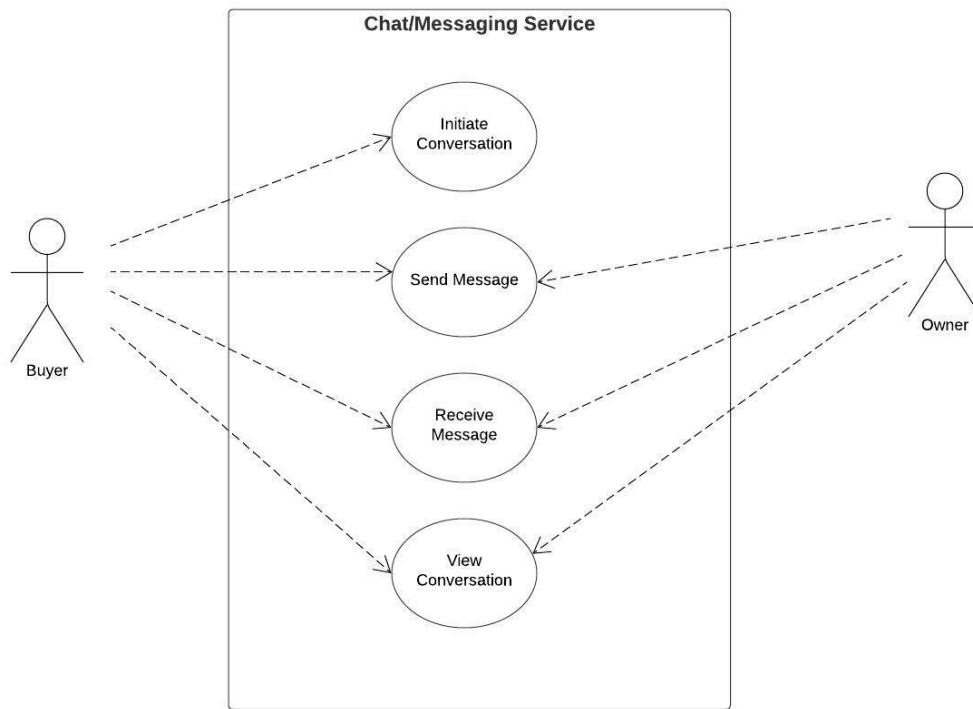 Chat/Messaging Service
Initiate
Conversation
Send Message
Receive
Message
View
Conversation
Buyer
Owner